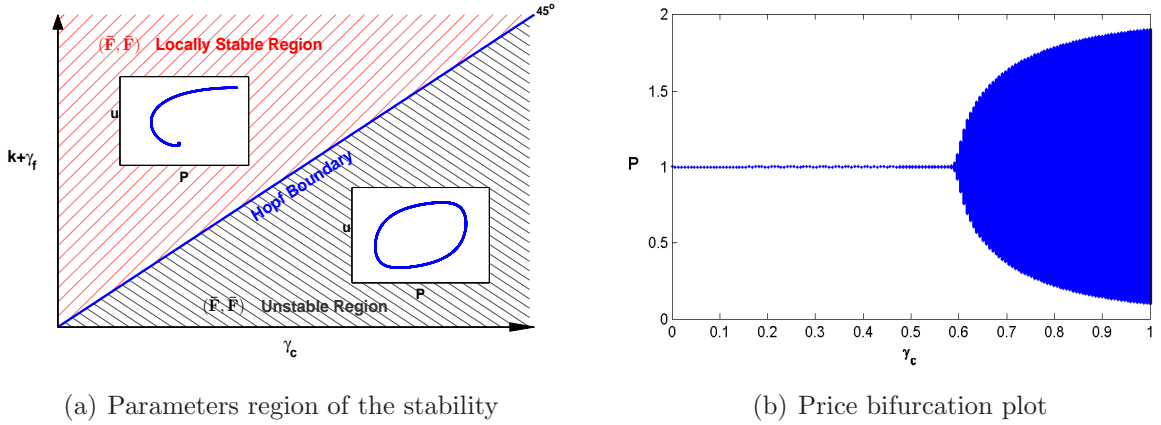 45°
(F̄, F̄) Locally Stable Region
u
P
k+γf
Hopf Boundary
u
P
(F̄, F̄) Unstable Region
γc
(a) Parameters region of the stability
2
1.5
P 1
0.5
0
0 0.1 0.2 0.3 0.4 0.5 0.6 0.7 0.8 0.9 1
γc
(b) Price bifurcation plot